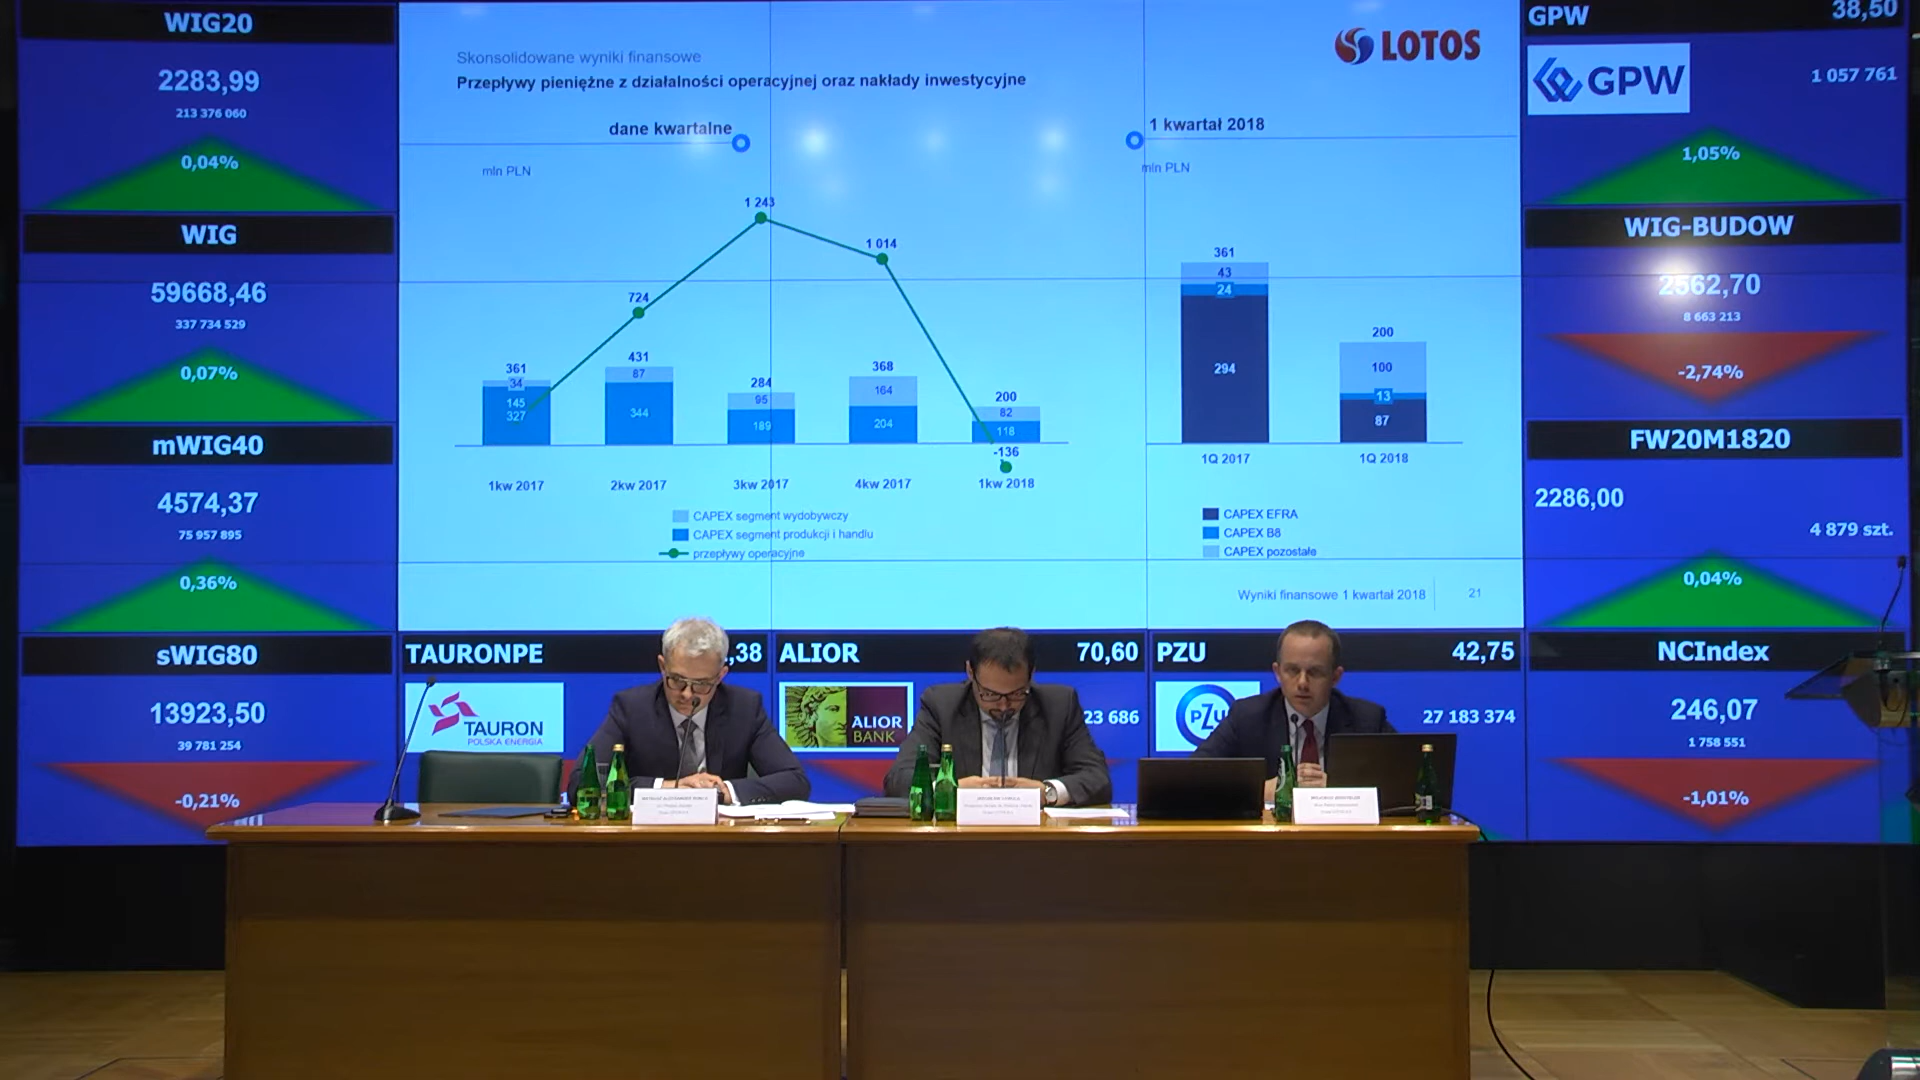 WIG20
2283,99
213 376 060
0,04%
WIG
59668,46
337 734 529
0,07%
mWIG40
4574,37
75 957 895
0,36%
sWIG80
13923,50
39 781 254
-0,21%
Skonsolidowane wyniki finansowe
Przepływy pieniężne z działalności operacyjnej oraz nakłady inwestycyjne
LOTOS
dane kwartalne
mln PLN
1 243
1 014
724
361
34
145
327
431
87
344
284
95
189
368
164
204
200
82
118
-136
1kw 2017
2kw 2017
3kw 2017
4kw 2017
1kw 2018
CAPEX segment wydobywczy
CAPEX segment produkcji i handlu
przepływy operacyjne
1 kwartał 2018
mln PLN
361
43
24
294
200
100
13
87
1Q 2017
1Q 2018
CAPEX EFRA
CAPEX B8
CAPEX pozostałe
Wyniki finansowe 1 kwartał 2018
21
TAURONPE
,38
TAURON
POLSKA ENERGIA
ALIOR
70,60
ALIOR
BANK
23 686
PZU
42,75
PZU
27 183 374
GPW
38,50
GPW
1 057 761
1,05%
WIG-BUDOW
2562,70
8 663 213
-2,74%
FW20M1820
2286,00
4 879 szt.
0,04%
NCIndex
246,07
1 758 551
-1,01%